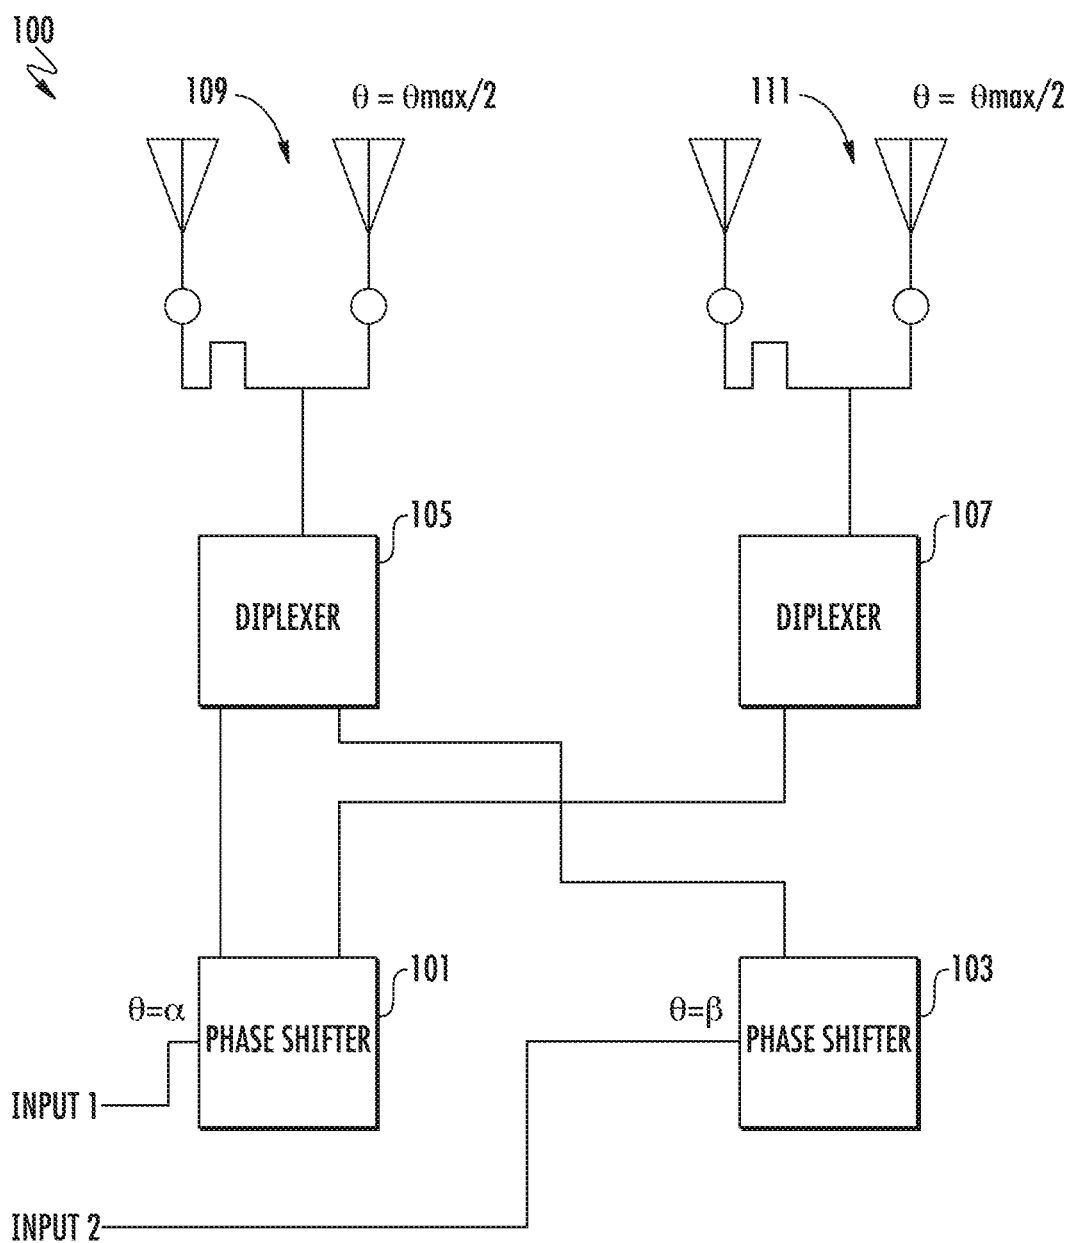 100
109
θ = θmax/2
111
θ = θmax/2
105
107
DIPLEXER
DIPLEXER
101
103
θ=α
θ=β
PHASE SHIFTER
PHASE SHIFTER
INPUT 1
INPUT 2